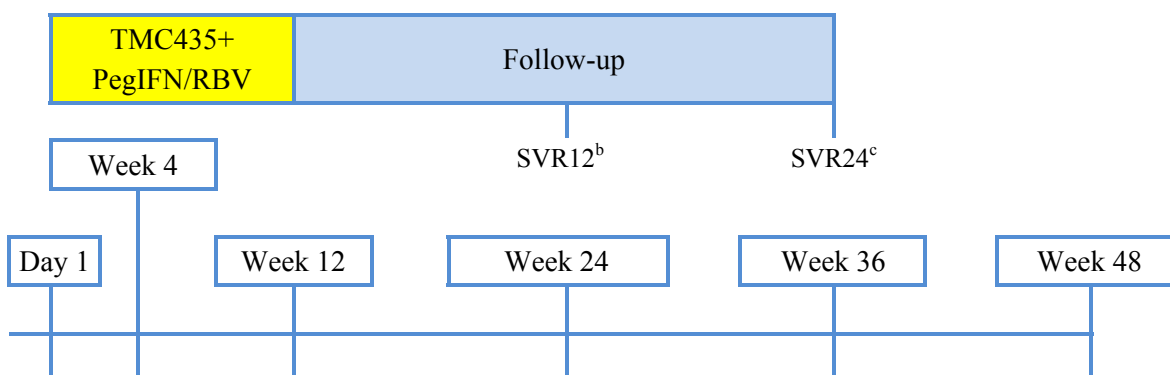 TMC435+
PegIFN/RBV
Follow-up
SVR12ᵇ
SVR24ᶜ
Week 4
Day 1
Week 12
Week 24
Week 36
Week 48